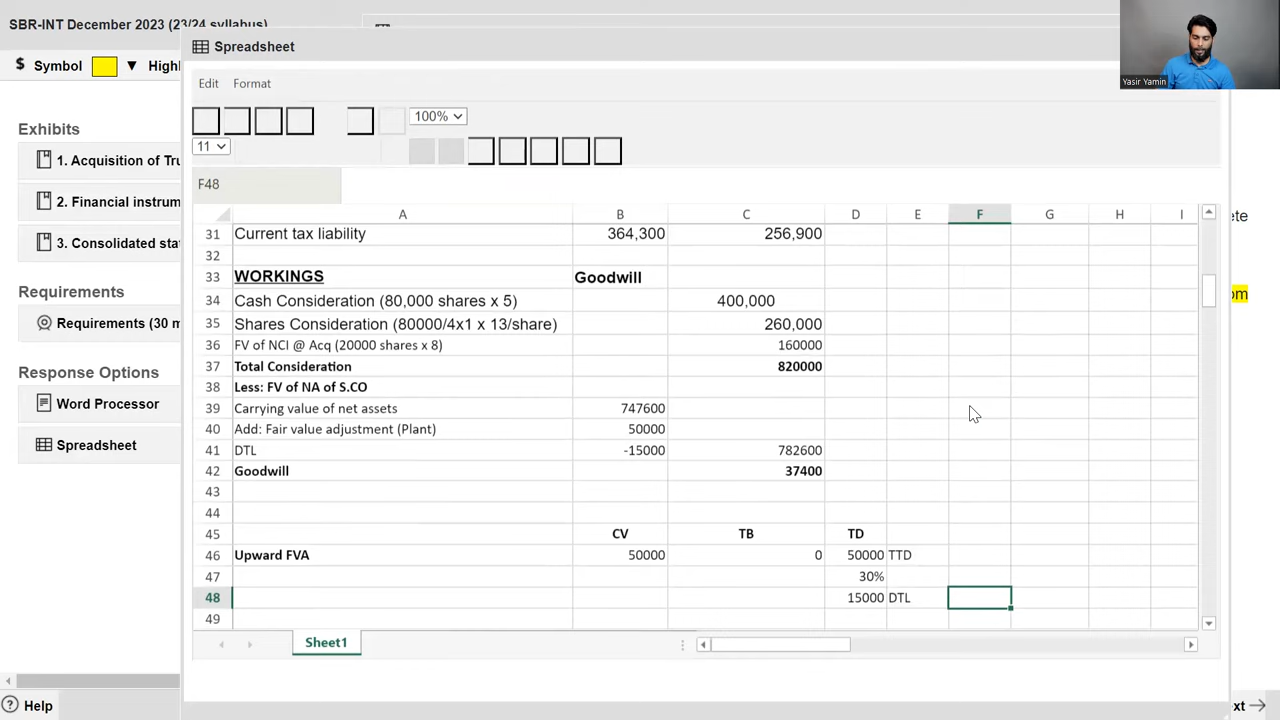 SBR-INT December 2023 (23/24 syllabus)
$ Symbol ▼ Highl
Yasir Yamin
Spreadsheet
Edit Format
100%
11
F48
Exhibits
1. Acquisition of Tru
2. Financial instrum
3. Consolidated sta
Requirements
Requirements (30 m
Response Options
Word Processor
Spreadsheet
A B C D E F G H I
31 Current tax liability 364,300 256,900
32
33 WORKINGS Goodwill
34 Cash Consideration (80,000 shares x 5) 400,000
35 Shares Consideration (80000/4x1 x 13/share) 260,000
36 FV of NCI @ Acq (20000 shares x 8) 160000
37 Total Consideration 820000
38 Less: FV of NA of S.CO
39 Carrying value of net assets 747600
40 Add: Fair value adjustment (Plant) 50000
41 DTL -15000 782600
42 Goodwill 37400
43
44
45 CV TB TD
46 Upward FVA 50000 0 50000 TTD
47 30%
48 15000 DTL
49
ete
om
Sheet1
Help
xt